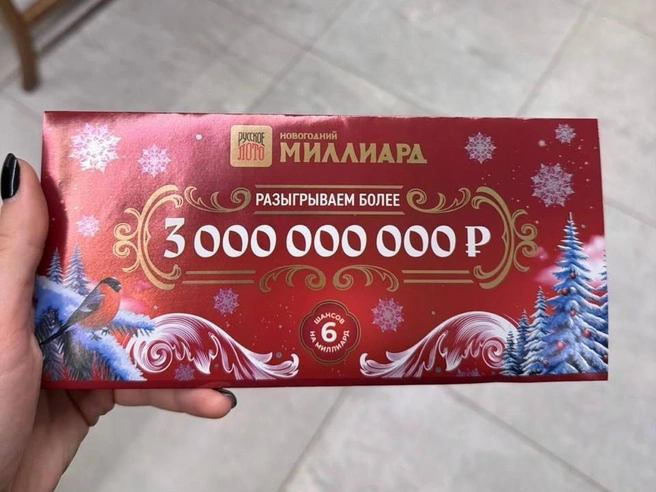 РУССКОЕ
ЛОТО
НОВОГОДНИЙ
МИЛЛИАРД
РАЗЫГРЫВАЕМ БОЛЕЕ
3 000 000 000 ₽
ШАНСОВ
6
НА МИЛЛИАРД